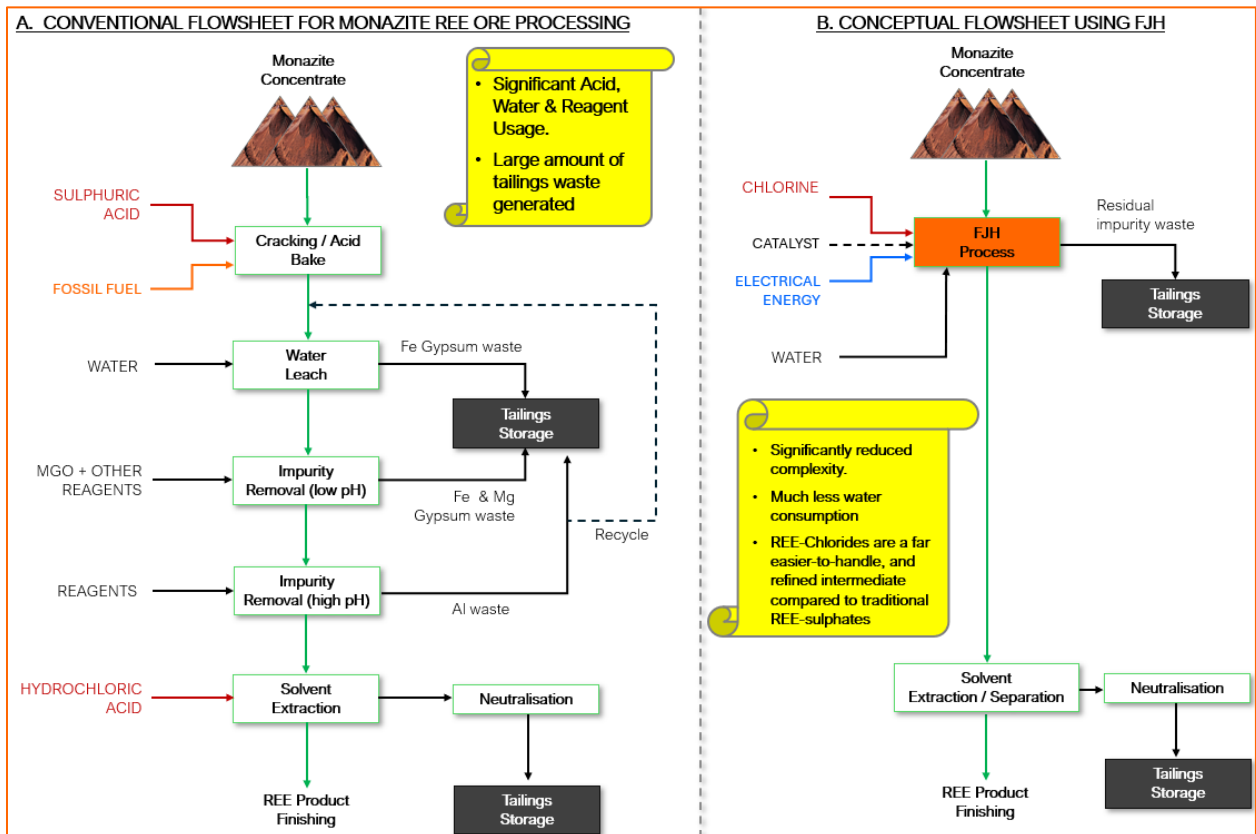 A. CONVENTIONAL FLOWSHEET FOR MONAZITE REE ORE PROCESSING
Monazite
Concentrate
• Significant Acid,
Water & Reagent
Usage.
• Large amount of
tailings waste
generated
SULPHURIC
ACID
Cracking / Acid
Bake
FOSSIL FUEL
WATER
Water
Leach
Fe Gypsum waste
Tailings
Storage
MGO + OTHER
REAGENTS
Impurity
Removal (low pH)
Fe & Mg
Gypsum waste
Recycle
REAGENTS
Impurity
Removal (high pH)
Al waste
HYDROCHLORIC
ACID
Solvent
Extraction
Neutralisation
REE Product
Finishing
Tailings
Storage
B. CONCEPTUAL FLOWSHEET USING FJH
Monazite
Concentrate
CHLORINE
CATALYST
ELECTRICAL
ENERGY
FJH
Process
Residual
impurity waste
Tailings
Storage
WATER
• Significantly reduced
complexity.
• Much less water
consumption
• REE-Chlorides are a far
easier-to-handle, and
refined intermediate
compared to traditional
REE-sulphates
Solvent
Extraction / Separation
Neutralisation
REE Product
Finishing
Tailings
Storage